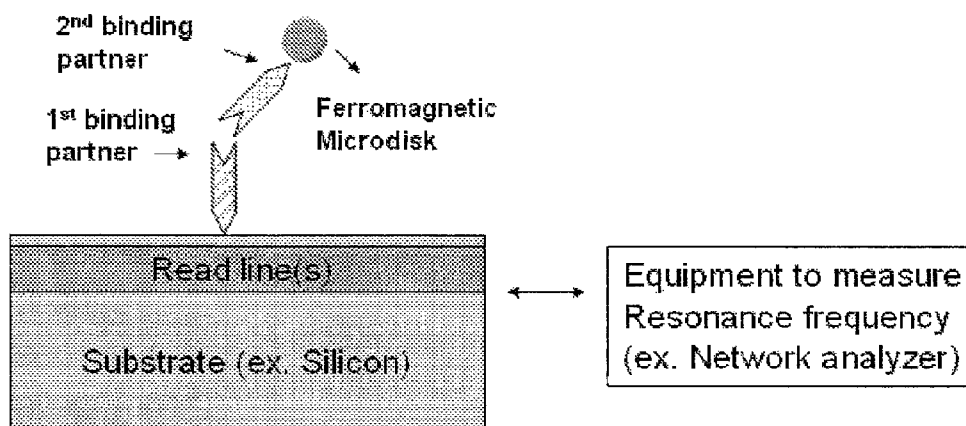 2nd binding
partner
1st binding
partner
Ferromagnetic
Microdisk
Read line(s)
Substrate (ex. Silicon)
Equipment to measure
Resonance frequency
(ex. Network analyzer)